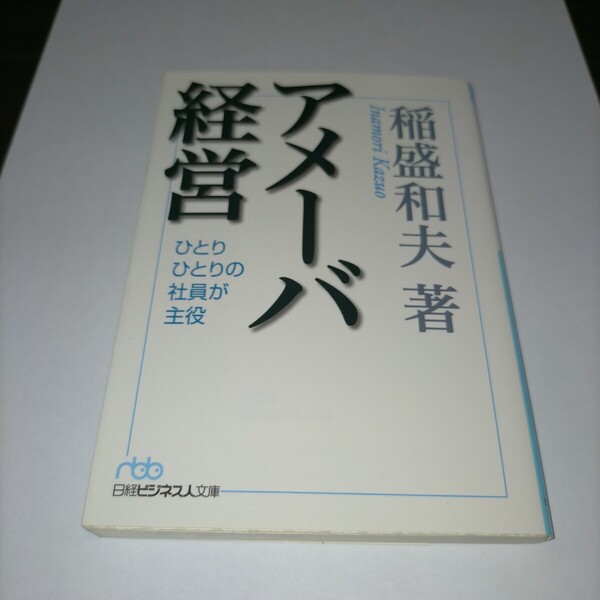 稲盛和夫 著
Inamori Kazuo
アメーバ
経営
ひとり
ひとりの
社員が
主役
nbb
日経ビジネス人文庫